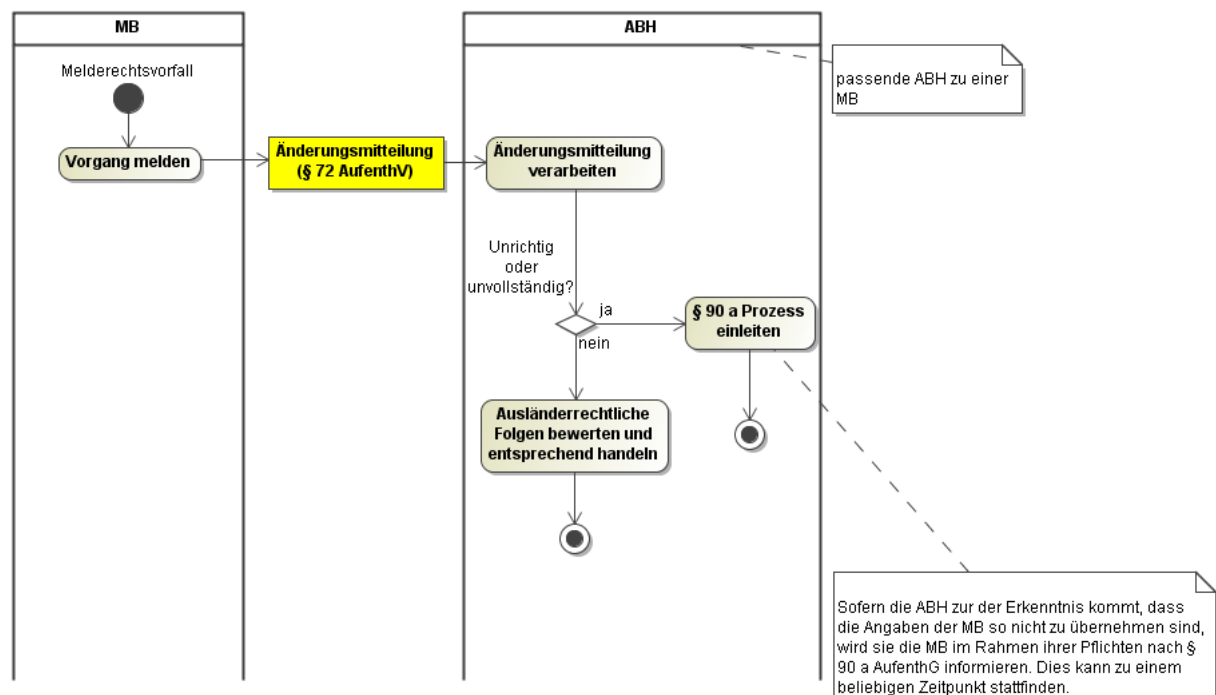 MB
ABH
Melderechtsvorfall
passende ABH zu einer
MB
Vorgang melden
Änderungsmitteilung
(§ 72 AufenthV)
Änderungsmitteilung
verarbeiten
Unrichtig
oder
unvollständig?
ja
nein
§ 90 a Prozess
einleiten
Ausländerrechtliche
Folgen bewerten und
entsprechend handeln
Sofern die ABH zur der Erkenntnis kommt, dass
die Angaben der MB so nicht zu übernehmen sind,
wird sie die MB im Rahmen ihrer Pflichten nach §
90 a AufenthG informieren. Dies kann zu einem
beliebigen Zeitpunkt stattfinden.